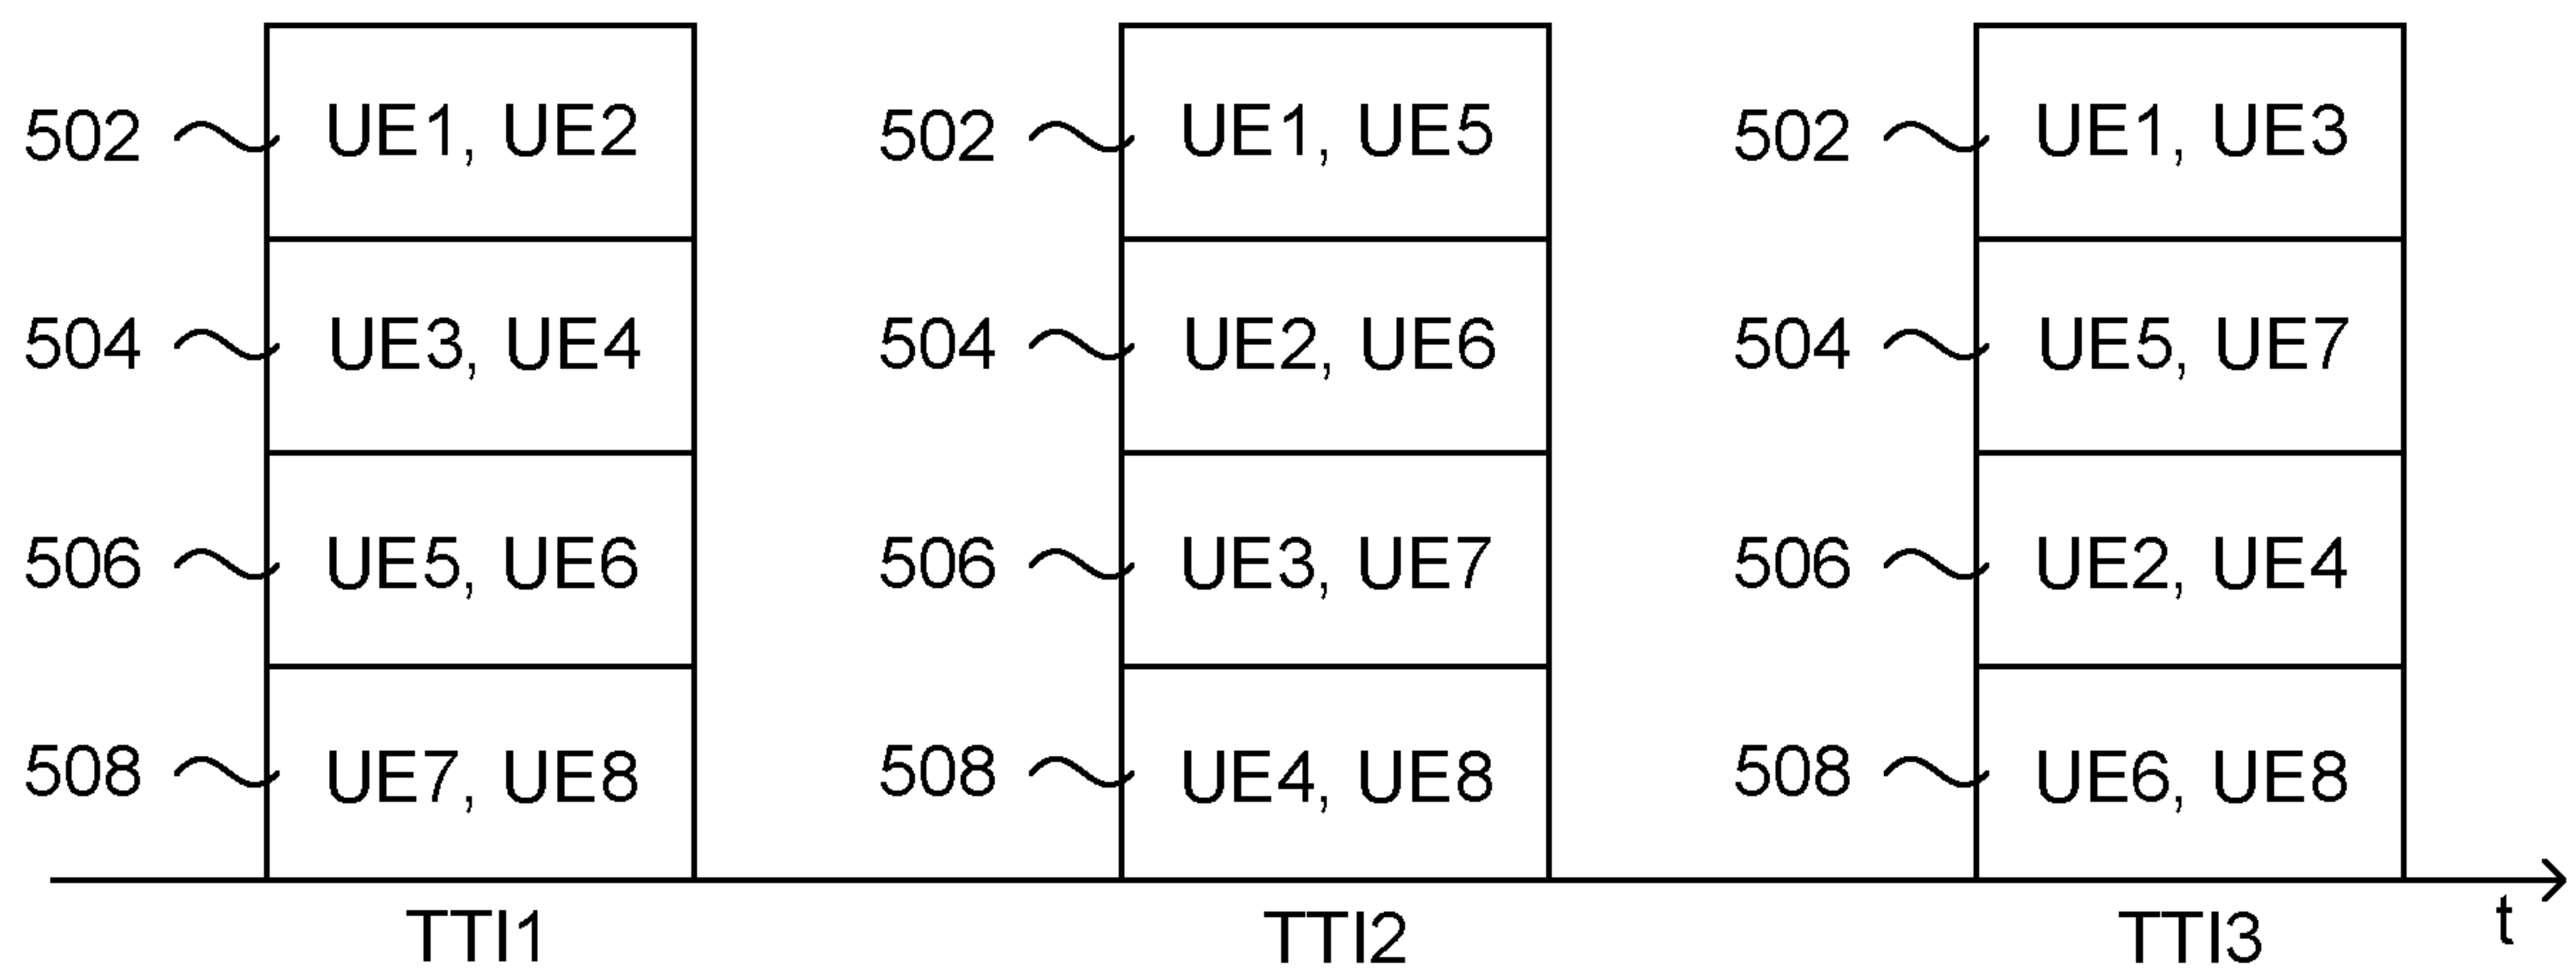 502 UE1, UE2 502 UE1, UE5 502 UE1, UE3
504 UE3, UE4 504 UE2, UE6 504 UE5, UE7
506 UE5, UE6 506 UE3, UE7 506 UE2, UE4
508 UE7, UE8 508 UE4, UE8 508 UE6, UE8
TTI1 TTI2 TTI3 t